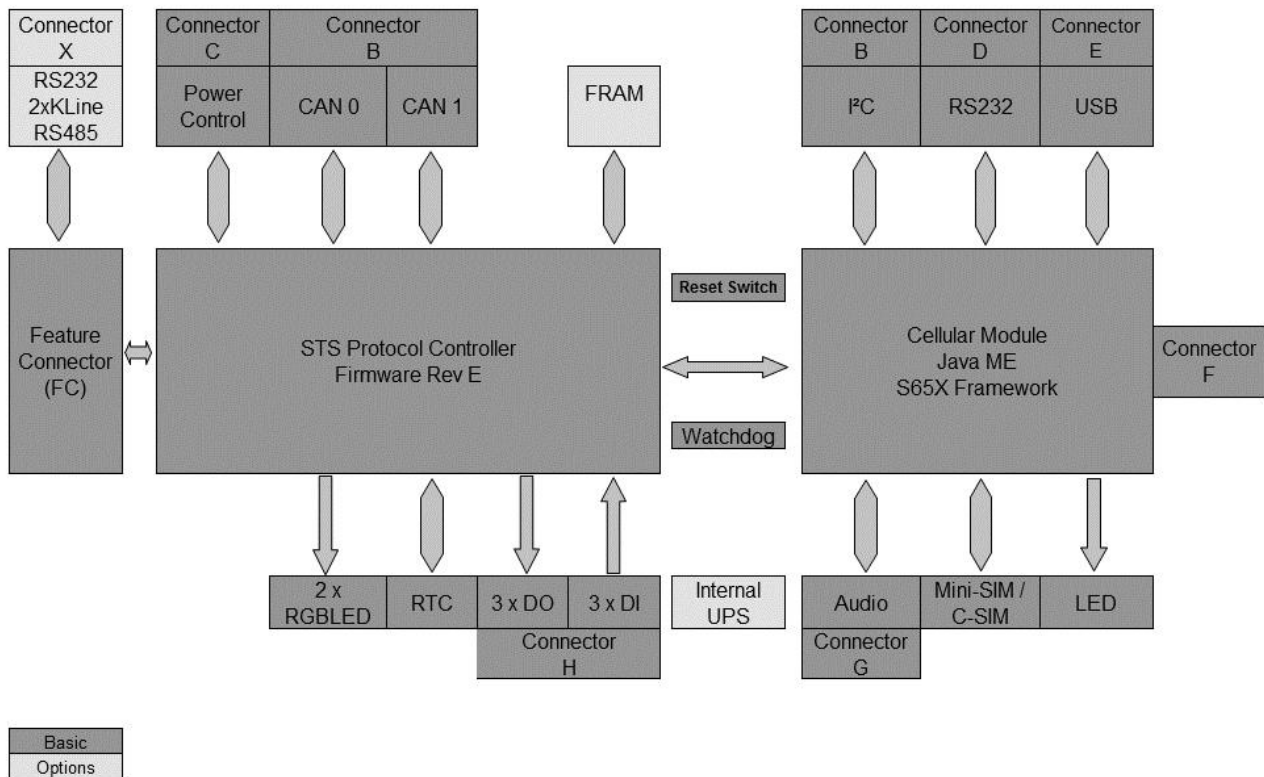 Connector
X
RS232
2xKLine
RS485
Connector
C
Connector
B
Power
Control
CAN 0
CAN 1
FRAM
Connector
B
Connector
D
Connector
E
I²C
RS232
USB
Feature
Connector
(FC)
STS Protocol Controller
Firmware Rev E
Reset Switch
Watchdog
Cellular Module
Java ME
S65X Framework
Connector
F
2 x
RGBLED
RTC
3 x DO
3 x DI
Connector
H
Internal
UPS
Audio
Connector
G
Mini-SIM /
C-SIM
LED
Basic
Options